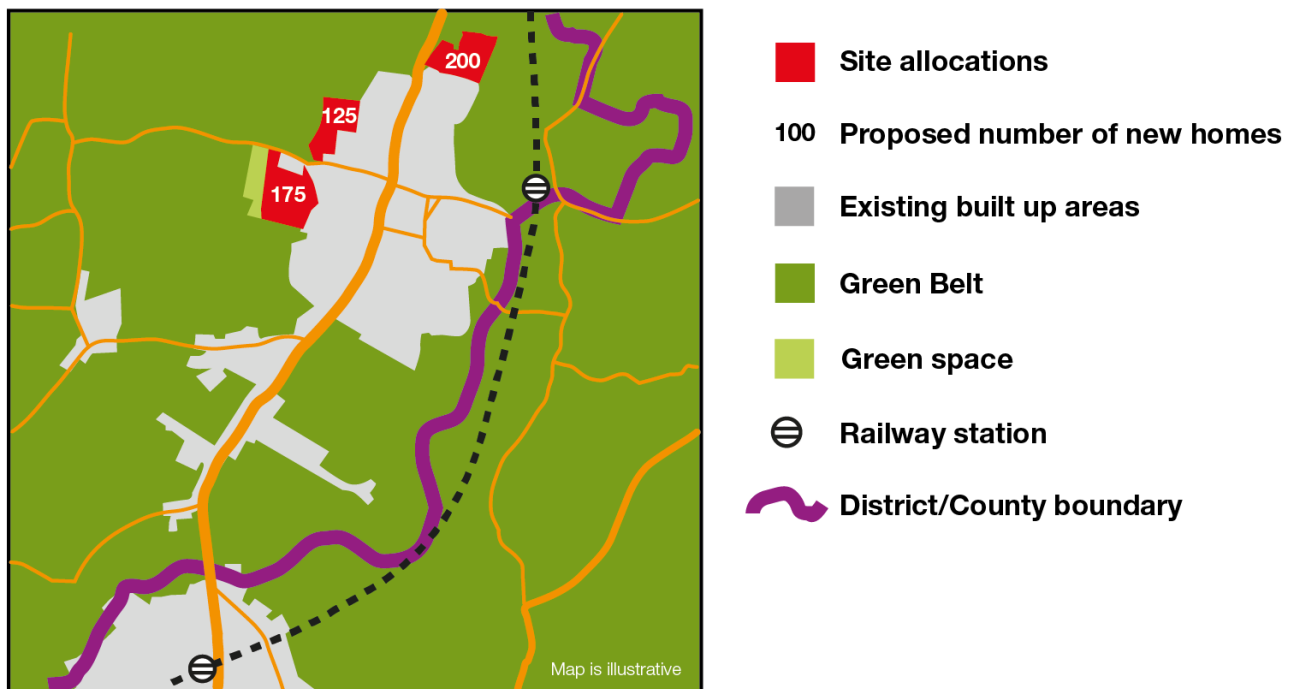 200
125
175
Map is illustrative
Site allocations
100 Proposed number of new homes
Existing built up areas
Green Belt
Green space
Railway station
District/County boundary